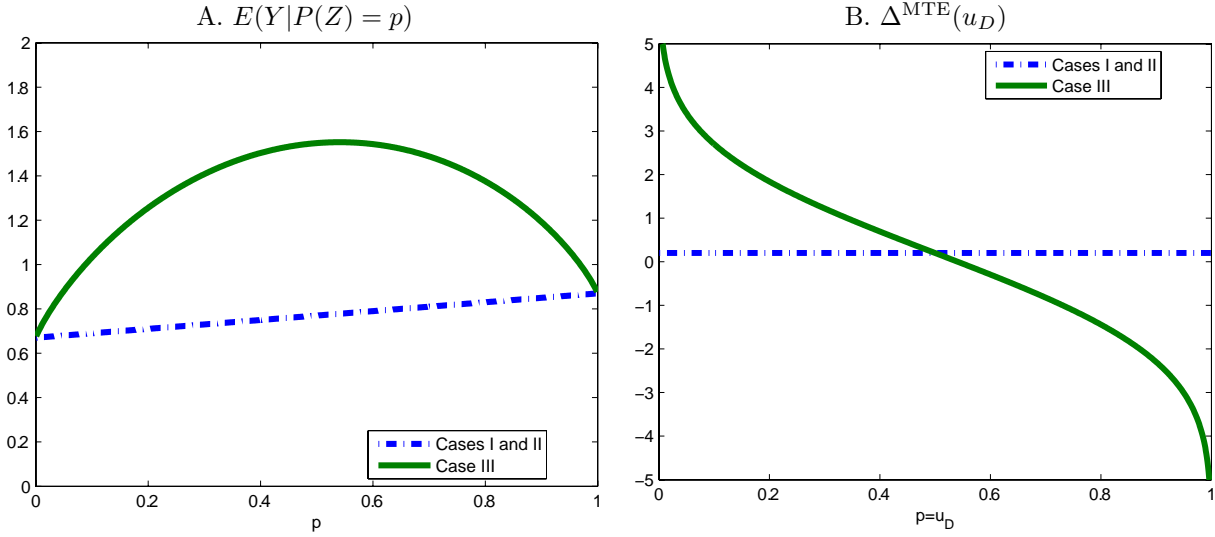 A. E(Y|P(Z) = p)
2
1.8
1.6
1.4
1.2
1
0.8
0.6
0.4
0.2
0
0 0.2 0.4 0.6 0.8 1
p
Cases I and II
Case III
B. Δ^MTE(u_D)
5
4
3
2
1
0
−1
−2
−3
−4
−5
0 0.2 0.4 0.6 0.8 1
p=u_D
Cases I and II
Case III